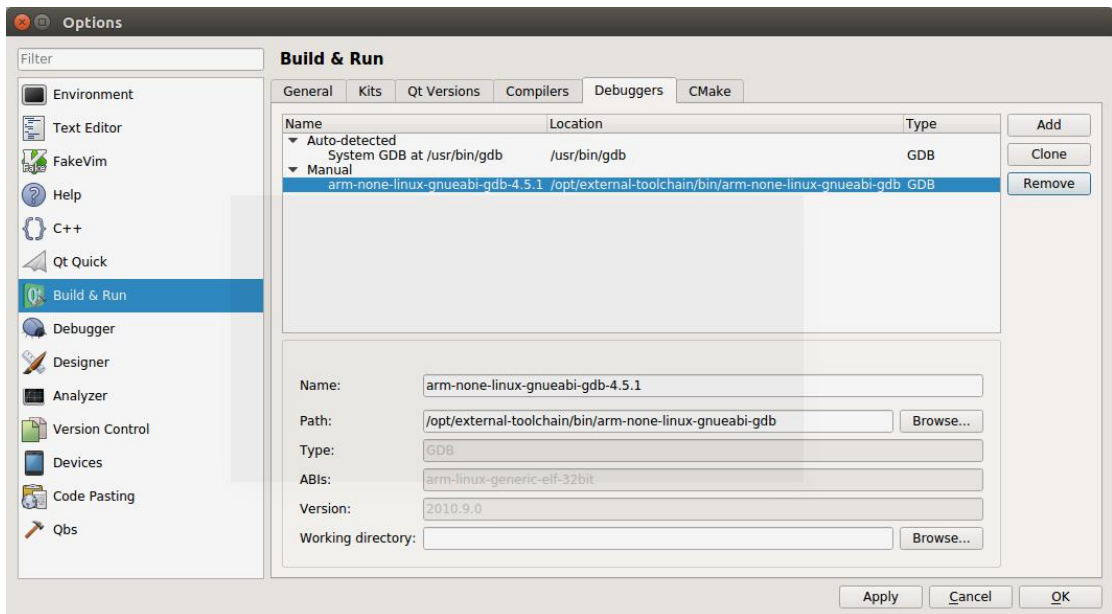 Options
Filter
Environment
Text Editor
FakeVim
Help
C++
Qt Quick
Build & Run
Debugger
Designer
Analyzer
Version Control
Devices
Code Pasting
Qbs
Build & Run
General Kits Qt Versions Compilers Debuggers CMake
Name Location Type
Auto-detected
System GDB at /usr/bin/gdb /usr/bin/gdb GDB
Manual
arm-none-linux-gnueabi-gdb-4.5.1 /opt/external-toolchain/bin/arm-none-linux-gnueabi-gdb GDB
Add
Clone
Remove
Name: arm-none-linux-gnueabi-gdb-4.5.1
Path: /opt/external-toolchain/bin/arm-none-linux-gnueabi-gdb Browse...
Type: GDB
ABIs: arm-linux-generic-elf-32bit
Version: 2010.9.0
Working directory: Browse...
Apply Cancel OK